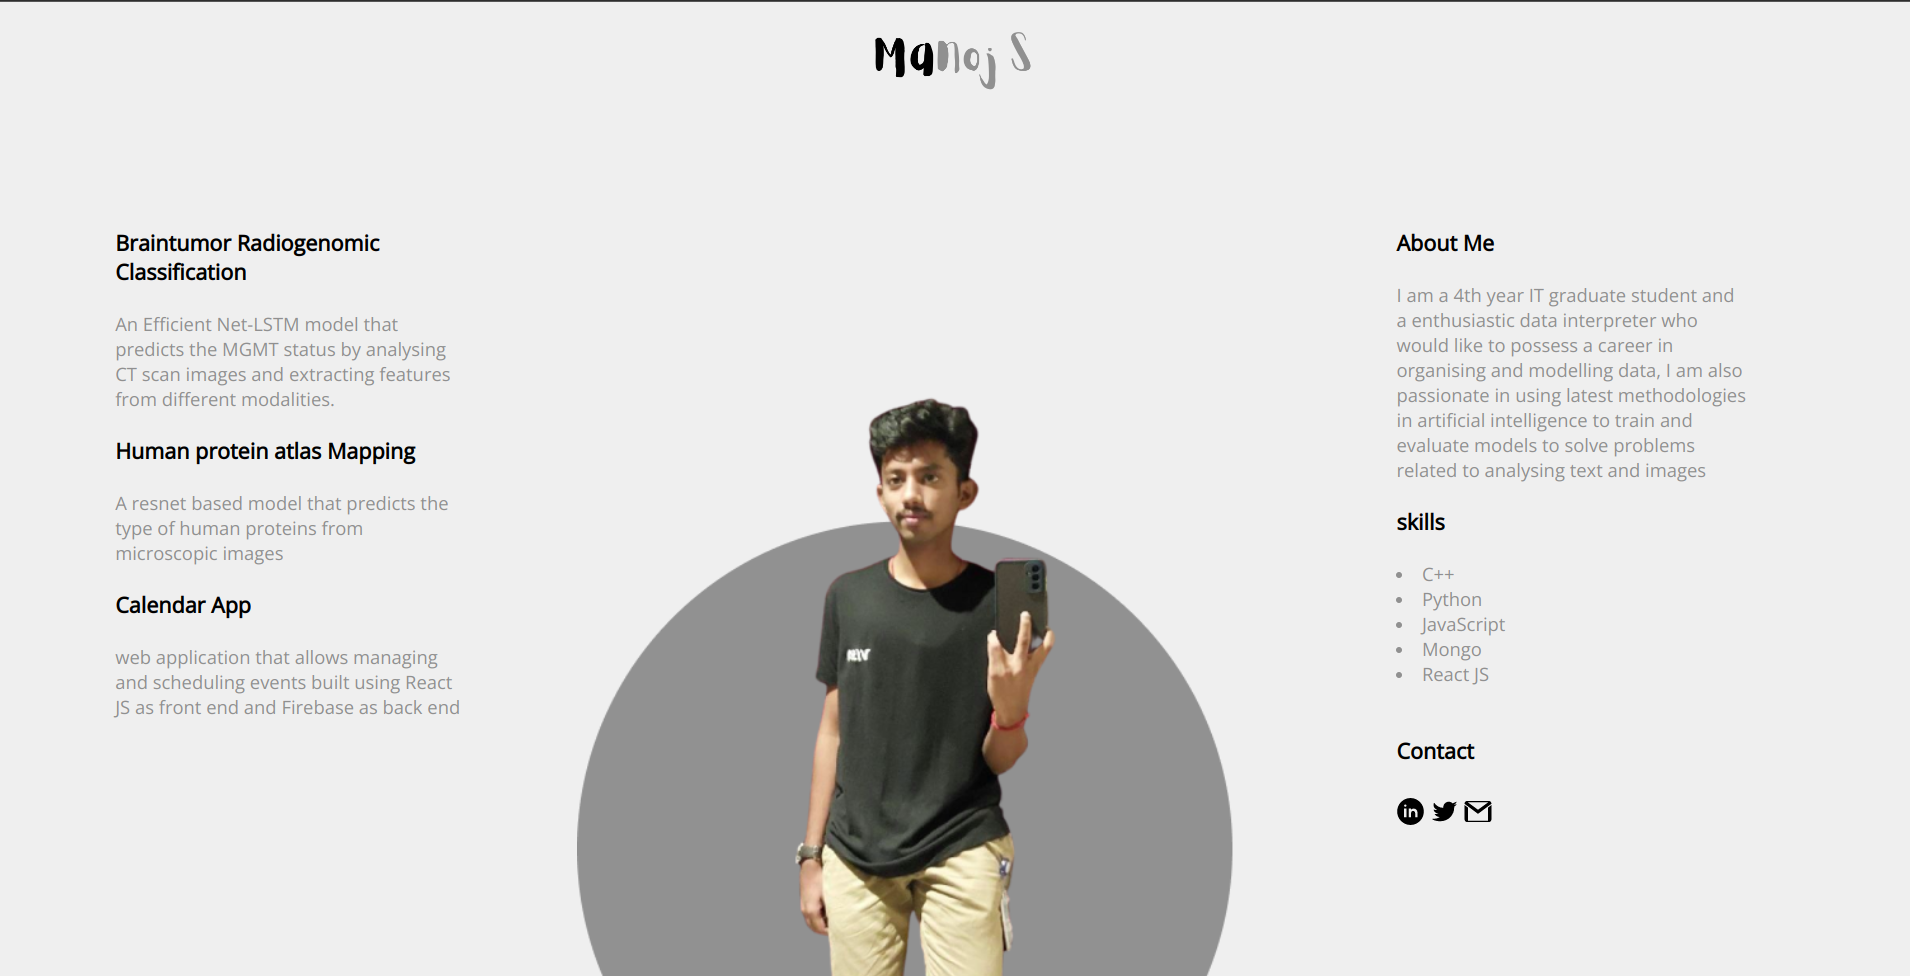 Manoj S
Braintumor Radiogenomic
Classification
An Efficient Net-LSTM model that
predicts the MGMT status by analysing
CT scan images and extracting features
from different modalities.
Human protein atlas Mapping
A resnet based model that predicts the
type of human proteins from
microscopic images
Calendar App
web application that allows managing
and scheduling events built using React
JS as front end and Firebase as back end
About Me
I am a 4th year IT graduate student and
a enthusiastic data interpreter who
would like to possess a career in
organising and modelling data, I am also
passionate in using latest methodologies
in artificial intelligence to train and
evaluate models to solve problems
related to analysing text and images
skills
• C++
• Python
• JavaScript
• Mongo
• React JS
Contact
in